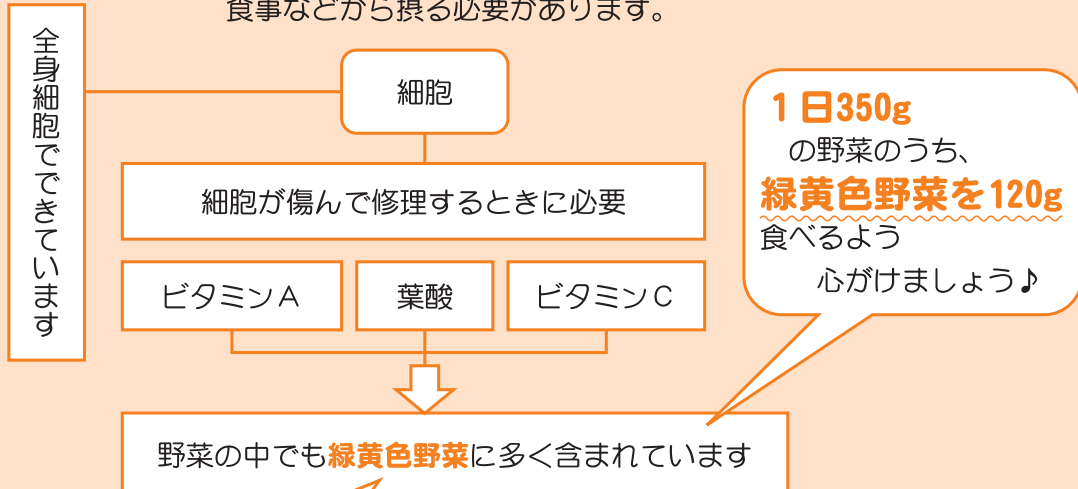 食事などから摂る必要があります。
全身細胞でできています
細胞
細胞が傷んで修理するときに必要
ビタミンA
葉酸
ビタミンC
野菜の中でも緑黄色野菜に多く含まれています
1日350g
の野菜のうち、
緑黄色野菜を120g
食べるよう
心がけましょう♪